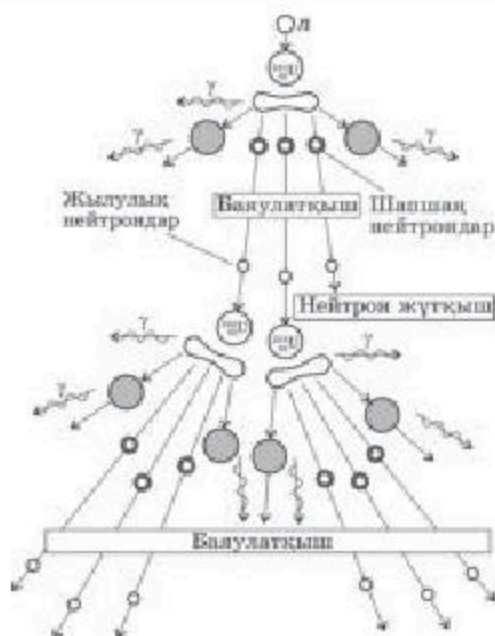 n
γ
γ
γ
Жылулық
нейтрондар
Баяулатқыш
Шапшаң
нейтрондар
Нейтрон жұтқыш
γ
γ
γ
Баяулатқыш